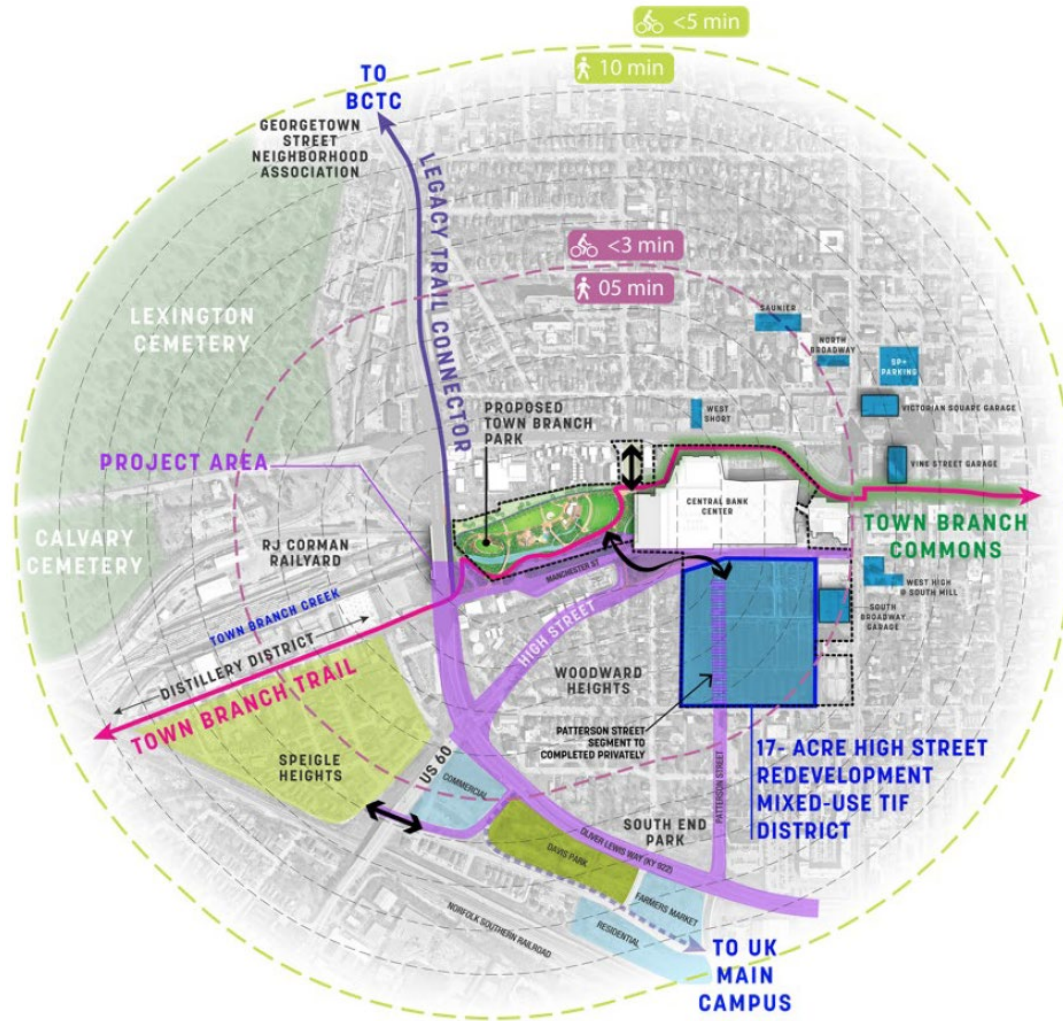 <5 min
10 min
TO
BCTC
GEORGETOWN
STREET
NEIGHBORHOOD
ASSOCIATION
LEGACY TRAIL CONNECTOR
<3 min
05 min
LEXINGTON
CEMETERY
SAUNIER
NORTH
BROADWAY
SP+
PARKING
WEST
SHORT
VICTORIAN SQUARE GARAGE
PROPOSED
TOWN BRANCH
PARK
PROJECT AREA
VINE STREET GARAGE
CENTRAL BANK
CENTER
TOWN BRANCH
COMMONS
CALVARY
CEMETERY
RJ CORMAN
RAILYARD
MANCHESTER ST
WEST HIGH
@ SOUTH MILL
SOUTH
BROADWAY
GARAGE
TOWN BRANCH CREEK
DISTILLERY DISTRICT
TOWN BRANCH TRAIL
HIGH STREET
WOODWARD
HEIGHTS
PATTERSON STREET
SEGMENT TO
COMPLETED PRIVATELY
PATTERSON STREET
17- ACRE HIGH STREET
REDEVELOPMENT
MIXED-USE TIF
DISTRICT
SPEIGLE
HEIGHTS
US 60
COMMERCIAL
SOUTH END
PARK
OLIVER LEWIS WAY (KY 922)
DAVIS PARK
FARMERS MARKET
RESIDENTIAL
NORFOLK SOUTHERN RAILROAD
TO UK
MAIN
CAMPUS